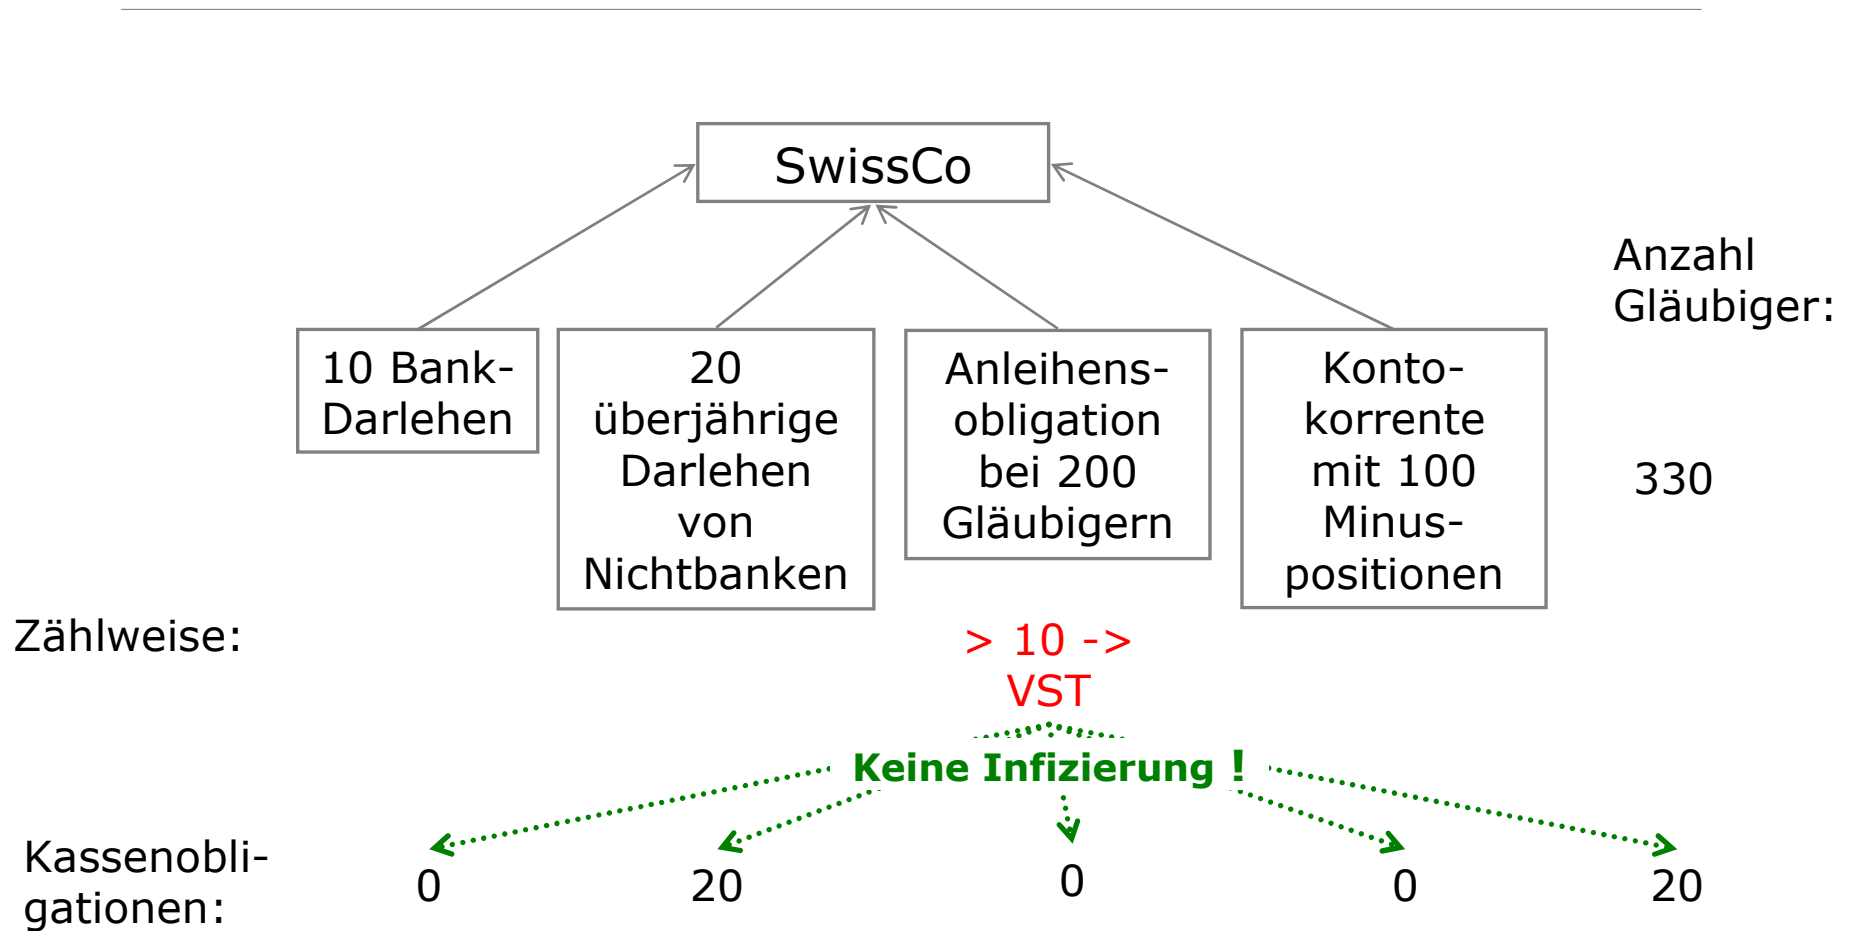 SwissCo
Anzahl
Gläubiger:
10 Bank-
Darlehen
20
überjährige
Darlehen
von
Nichtbanken
Anleihens-
obligation
bei 200
Gläubigern
Konto-
korrente
mit 100
Minus-
positionen
330
Zählweise:
> 10 ->
VST
Keine Infizierung !
Kassenobli-
gationen:
0
20
0
0
20